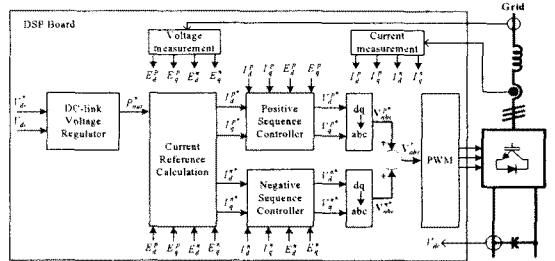 Grid
DSP Board
Voltage measurement
Current measurement
E_d^p E_q^p E_d^n E_q^n
I_d^p I_q^p E_d^p E_q^p
I_d^p I_q^p I_d^n I_q^n
V_dc^*
V_dc
DC-link Voltage Regulator
Current Reference Calculation
I_d^p*
I_q^p*
Positive Sequence Controller
V_d^p*
V_q^p*
dq
abc
V_abc^p*
+
V_abc^*
+
V_abc^n*
PWM
I_d^n*
I_q^n*
Negative Sequence Controller
V_d^n*
V_q^n*
dq
abc
E_d^p E_q^p E_d^n E_q^n
I_d^n I_q^n E_d^n E_q^n
V_dc